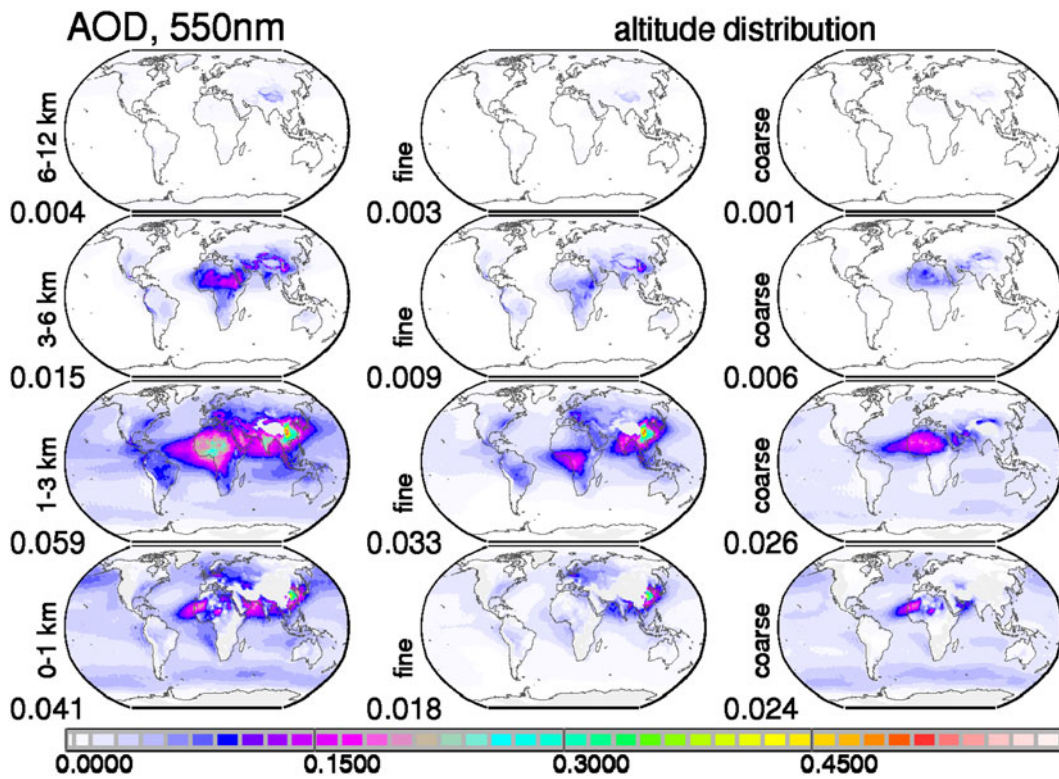 AOD, 550nm
altitude distribution
6-12 km
fine
coarse
0.004
0.003
0.001
3-6 km
fine
coarse
0.015
0.009
0.006
1-3 km
fine
coarse
0.059
0.033
0.026
0-1 km
fine
coarse
0.041
0.018
0.024
0.0000
0.1500
0.3000
0.4500